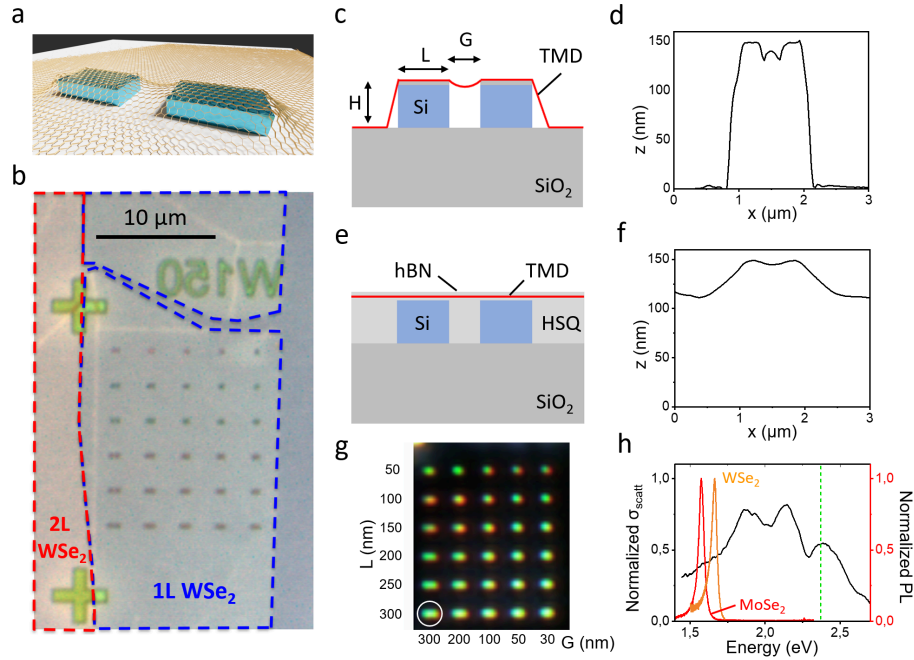 a
b
10 µm
W150
2L
WSe₂
1L WSe₂
c
L
G
TMD
H
Si
SiO₂
d
150
100
50
0
z (nm)
0
1
2
3
x (µm)
e
hBN
TMD
Si
HSQ
SiO₂
f
150
100
50
0
z (nm)
0
1
2
3
x (µm)
g
L (nm)
50
100
150
200
250
300
300
200
100
50
30
G (nm)
h
Normalized σscatt
1,0
0,5
0,0
WSe₂
MoSe₂
1,0
0,5
0,0
Normalized PL
1,5
2,0
2,5
Energy (eV)